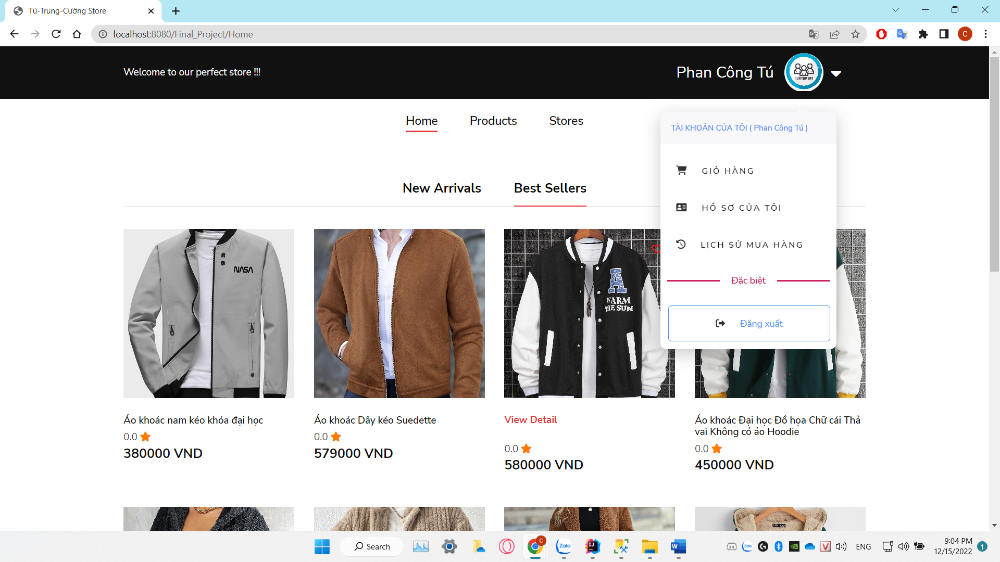 Tú-Trung-Cường Store
localhost:8080/Final_Project/Home
C
Welcome to our perfect store !!!
Phan Công Tú
CUSTOMERS
Home
Products
Stores
TÀI KHOẢN CỦA TÔI ( Phan Công Tú )
GIỎ HÀNG
HỒ SƠ CỦA TÔI
LỊCH SỬ MUA HÀNG
Đặc biệt
Đăng xuất
New Arrivals
Best Sellers
NASA
A
WARM
THE SUN
Áo khoác nam kéo khóa đại học
0.0
380000 VND
Áo khoác Dây kéo Suedette
0.0
579000 VND
View Detail
0.0
580000 VND
Áo khoác Đại học Đồ họa Chữ cái Thả
vai Không có áo Hoodie
0.0
450000 VND
Search
C
Zalo
IJ
W
Zalo
V
ENG
9:04 PM
12/15/2022
1